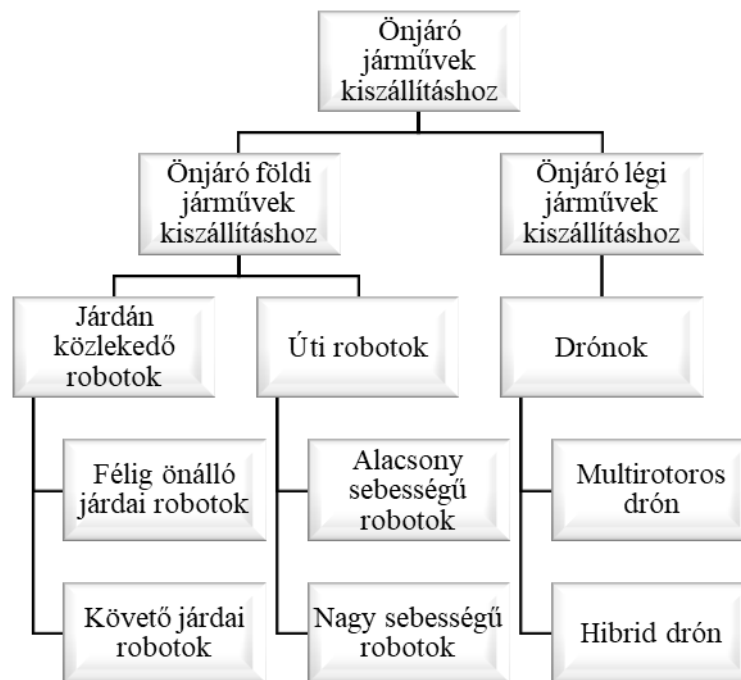 Önjáró
járművek
kiszállításhoz
Önjáró földi
járművek
kiszállításhoz
Önjáró légi
járművek
kiszállításhoz
Járdán
közlekedő
robotok
Úti robotok
Drónok
Félig önálló
járdai robotok
Alacsony
sebességű
robotok
Multirotoros
drón
Követő járdai
robotok
Nagy sebességű
robotok
Hibrid drón